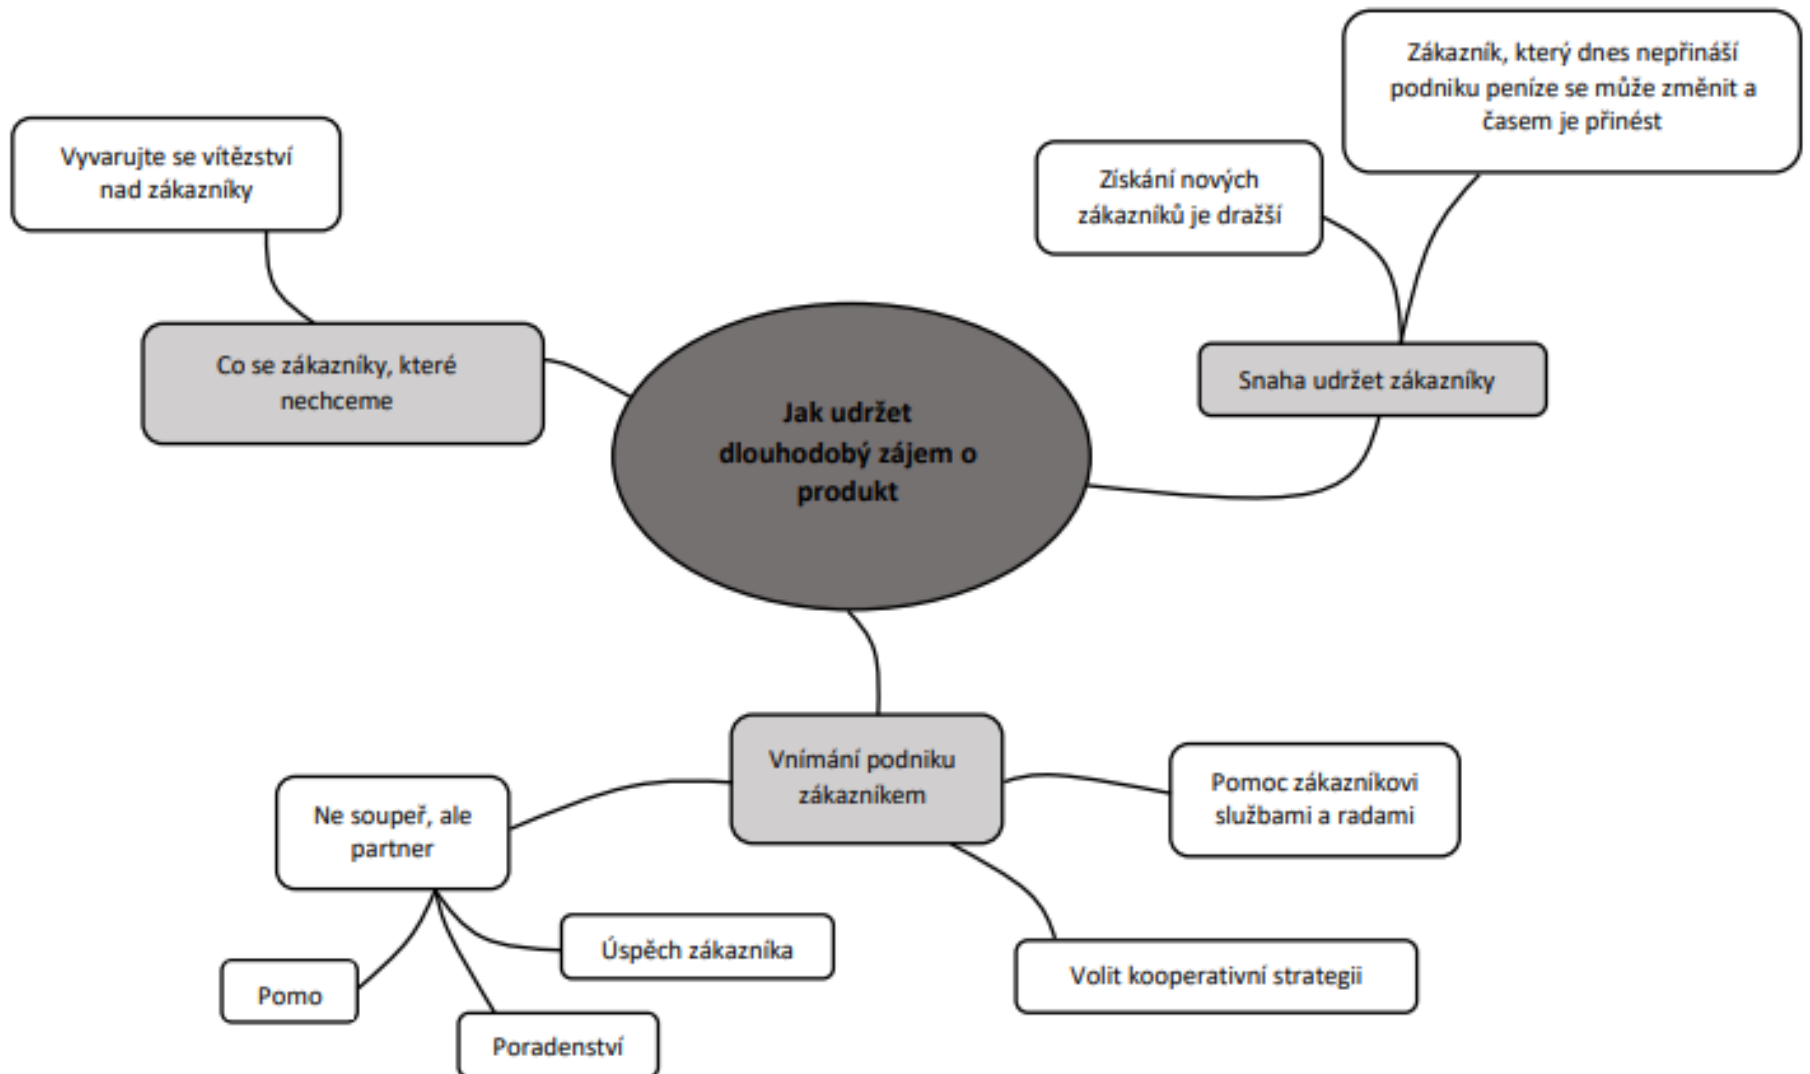 Zákazník, který dnes nepřináší
podniku peníze se může změnit a
časem je přinést
Vyvarujte se vítězství
nad zákazníky
Získání nových
zákazníků je dražší
Co se zákazníky, které
nechceme
Snaha udržet zákazníky
Jak udržet
dlouhodobý zájem o
produkt
Vnímání podniku
zákazníkem
Pomoc zákazníkovi
službami a radami
Ne soupeř, ale
partner
Úspěch zákazníka
Volit kooperativní strategii
Pomo
Poradenství